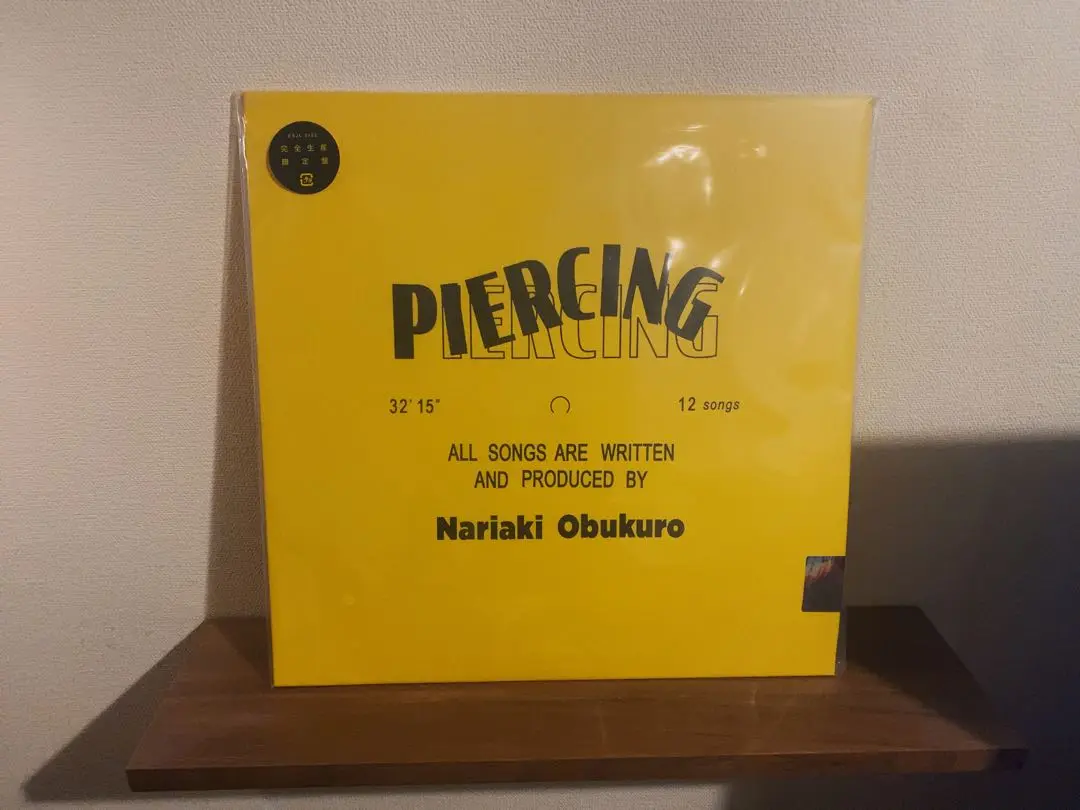 完全生産
限定盤
PIERCING
PIERCING
32' 15"
12 songs
ALL SONGS ARE WRITTEN
AND PRODUCED BY
Nariaki Obukuro